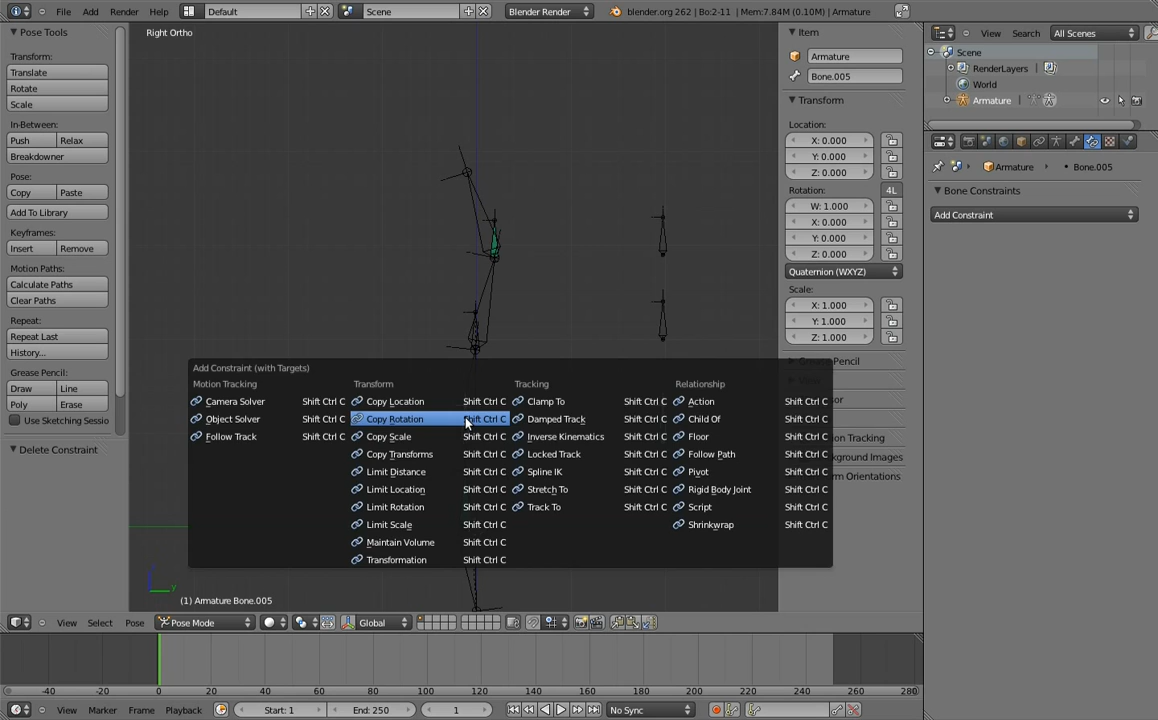 File Add Render Help Default Scene Blender Render blender.org 262 | Bo:2-11 | Mem:7.84M (0.10M) | Armature
View Search All Scenes
Pose Tools
Transform:
Translate
Rotate
Scale
In-Between:
Push Relax
Breakdowner
Pose:
Copy Paste
Add To Library
Keyframes:
Insert Remove
Motion Paths:
Calculate Paths
Clear Paths
Repeat:
Repeat Last
History...
Grease Pencil:
Draw Line
Poly Erase
Use Sketching Sessio
Delete Constraint
Right Ortho
Add Constraint (with Targets)
Motion Tracking
Camera Solver Shift Ctrl C
Object Solver Shift Ctrl C
Follow Track Shift Ctrl C
Transform
Copy Location Shift Ctrl C
Copy Rotation Shift Ctrl C
Copy Scale Shift Ctrl C
Copy Transforms Shift Ctrl C
Limit Distance Shift Ctrl C
Limit Location Shift Ctrl C
Limit Rotation Shift Ctrl C
Limit Scale Shift Ctrl C
Maintain Volume Shift Ctrl C
Transformation Shift Ctrl C
Tracking
Clamp To Shift Ctrl C
Damped Track Shift Ctrl C
Inverse Kinematics Shift Ctrl C
Locked Track Shift Ctrl C
Spline IK Shift Ctrl C
Stretch To Shift Ctrl C
Track To Shift Ctrl C
Relationship
Action Shift Ctrl C
Child Of Shift Ctrl C
Floor Shift Ctrl C
Follow Path Shift Ctrl C
Pivot Shift Ctrl C
Rigid Body Joint Shift Ctrl C
Script Shift Ctrl C
Shrinkwrap Shift Ctrl C
z
y
(1) Armature Bone.005
Item
Armature
Bone.005
Transform
Location:
X: 0.000
Y: 0.000
Z: 0.000
Rotation: 4L
W: 1.000
X: 0.000
Y: 0.000
Z: 0.000
Quaternion (WXYZ)
Scale:
X: 1.000
Y: 1.000
Z: 1.000
Grease Pencil
on Tracking
kground Images
rm Orientations
Scene
RenderLayers
World
Armature
Armature Bone.005
Bone Constraints
Add Constraint
View Select Pose Pose Mode Global
-40 -20 0 20 40 60 80 100 120 140 160 180 200 220 240 260 280
View Marker Frame Playback Start: 1 End: 250 1 No Sync